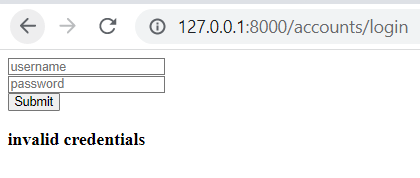 127.0.0.1:8000/accounts/login
username
password
Submit
invalid credentials